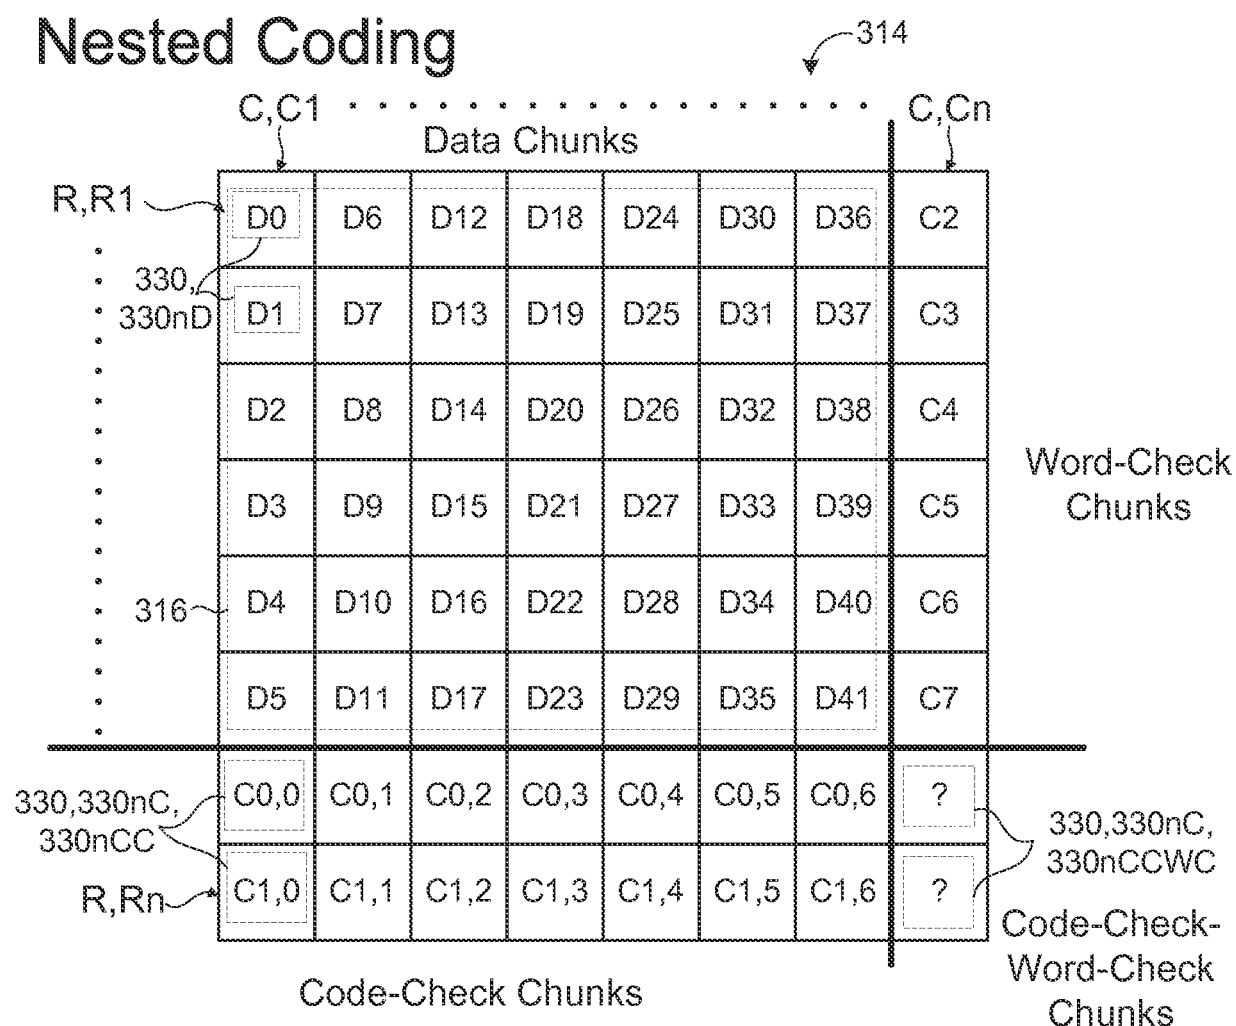 Nested Coding
314
C,C1
C,Cn
Data Chunks
R,R1
D0 D6 D12 D18 D24 D30 D36 C2
330,
330nD
D1 D7 D13 D19 D25 D31 D37 C3
D2 D8 D14 D20 D26 D32 D38 C4
Word-Check
Chunks
D3 D9 D15 D21 D27 D33 D39 C5
316
D4 D10 D16 D22 D28 D34 D40 C6
D5 D11 D17 D23 D29 D35 D41 C7
330,330nC,
330nCC
C0,0 C0,1 C0,2 C0,3 C0,4 C0,5 C0,6 ?
330,330nC,
330nCCWC
R,Rn
C1,0 C1,1 C1,2 C1,3 C1,4 C1,5 C1,6 ?
Code-Check-
Word-Check
Chunks
Code-Check Chunks